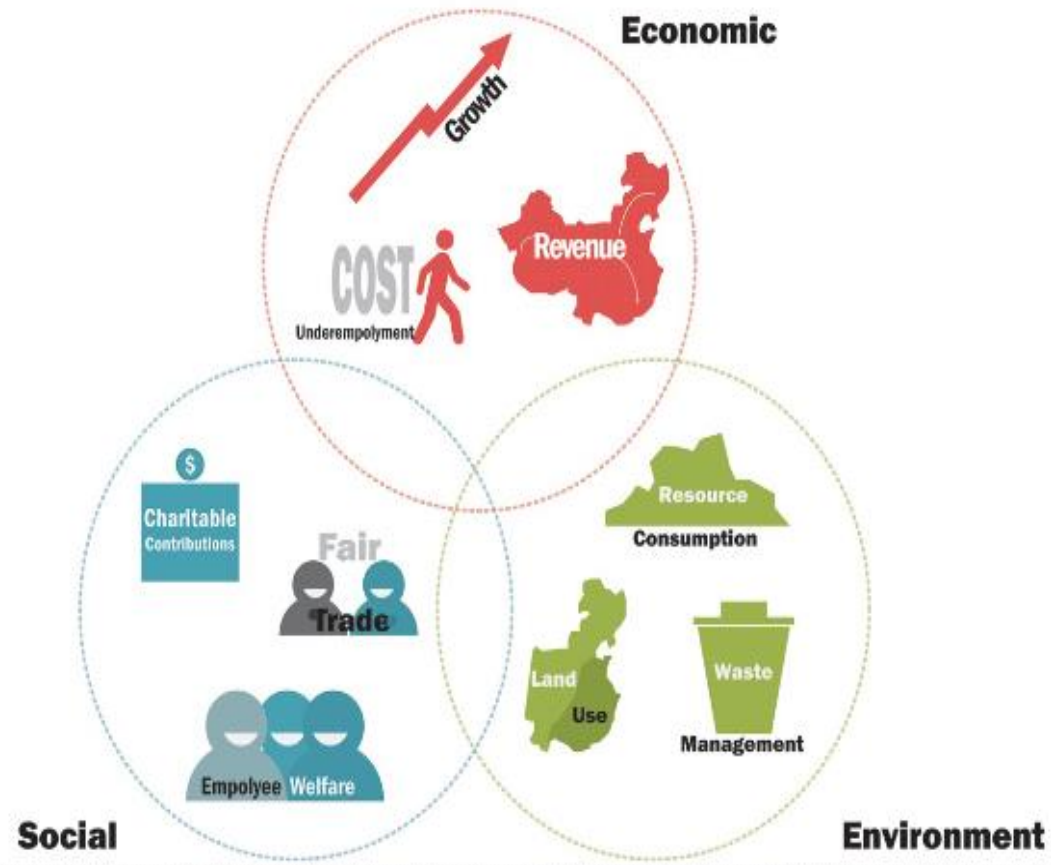 Economic
Growth
Revenue
COST
Underempolyment
$
Charitable
Contributions
Fair
Trade
Empolyee Welfare
Social
Resource
Consumption
Land
Use
Waste
Management
Environment